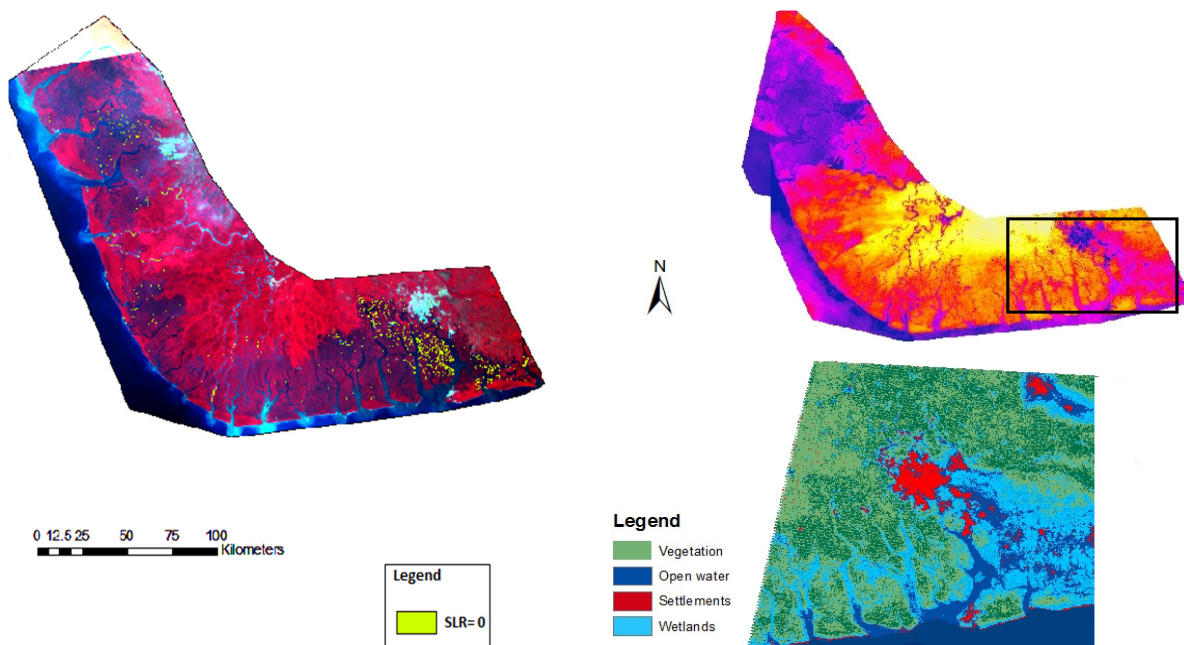 N
0 12.5 25 50 75 100
Kilometers
Legend
SLR= 0
Legend
Vegetation
Open water
Settlements
Wetlands